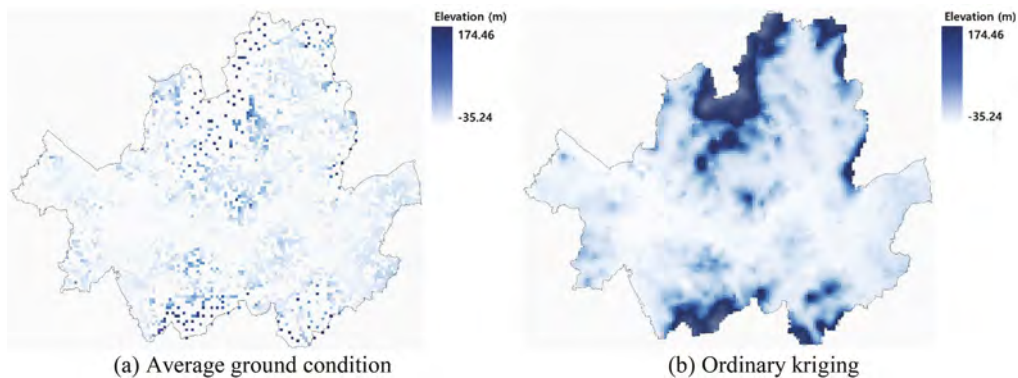 Elevation (m)
174.46
-35.24
Elevation (m)
174.46
-35.24
(a) Average ground condition
(b) Ordinary kriging